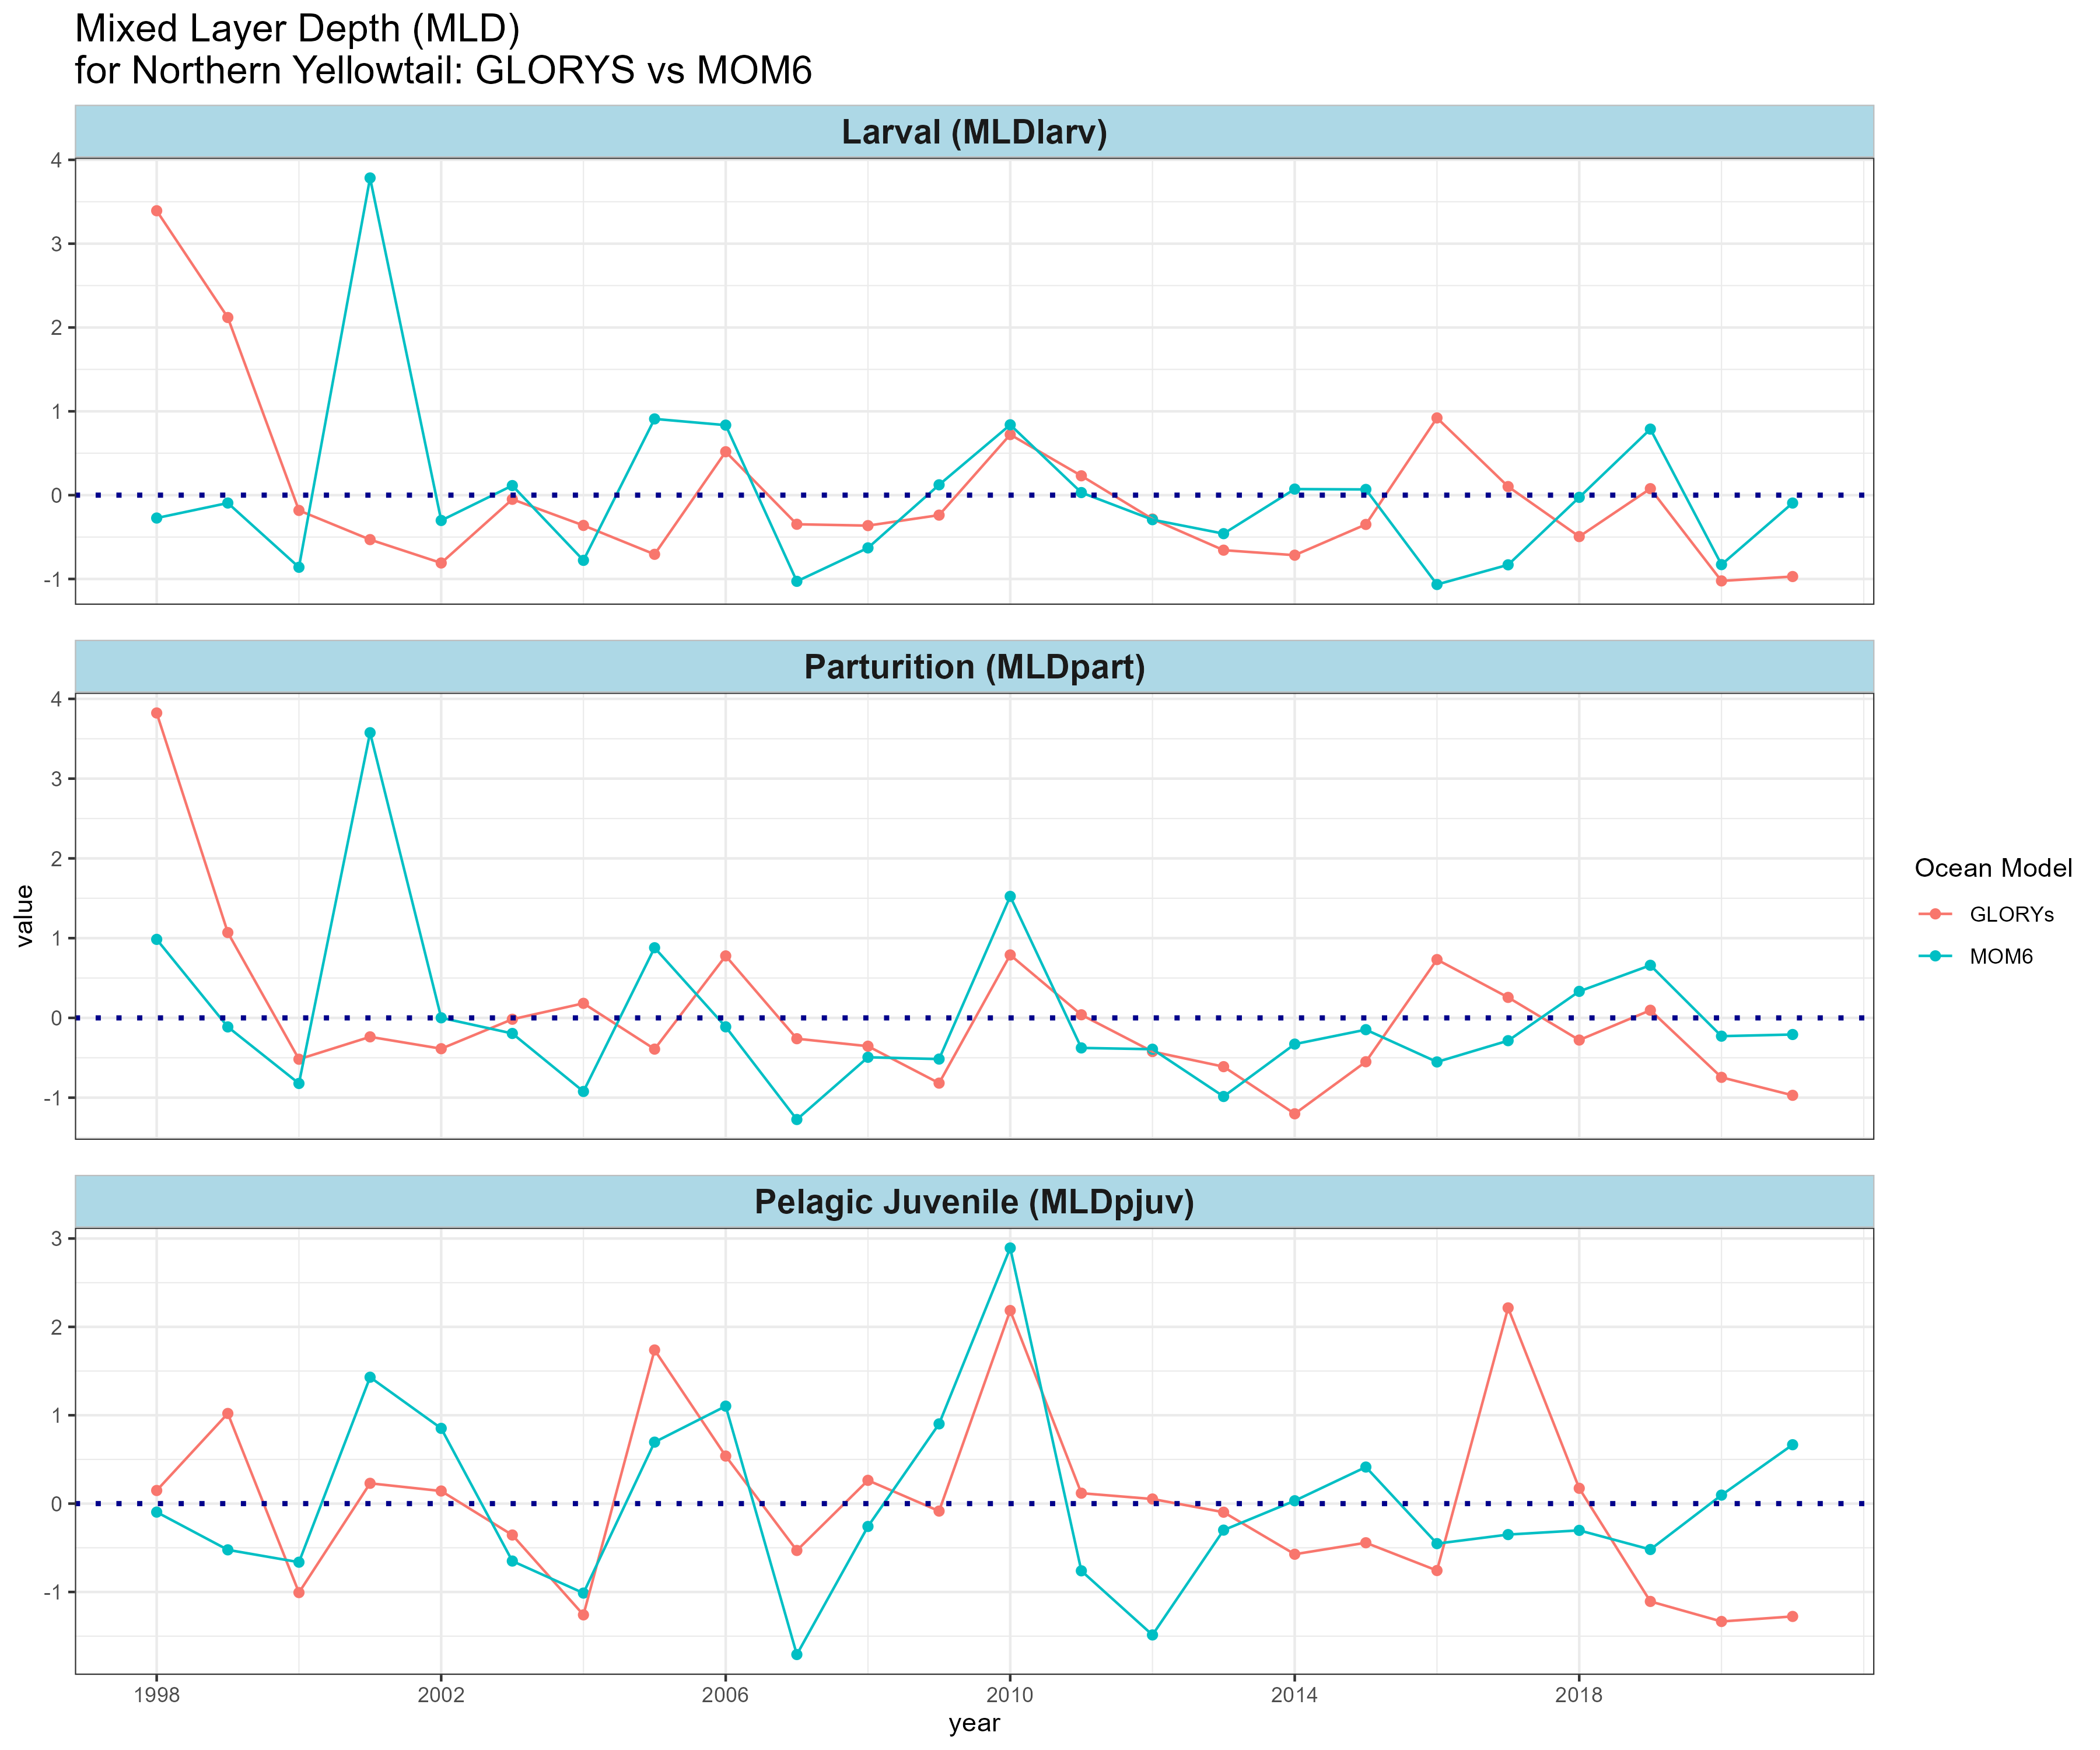 Mixed Layer Depth (MLD)
for Northern Yellowtail: GLORYS vs MOM6
Larval (MLDlarv)
4
3
2
1
0
-1
Parturition (MLDpart)
4
3
2
1
0
-1
value
Ocean Model
GLORYs
MOM6
Pelagic Juvenile (MLDpjuv)
3
2
1
0
-1
1998 2002 2006 2010 2014 2018
year